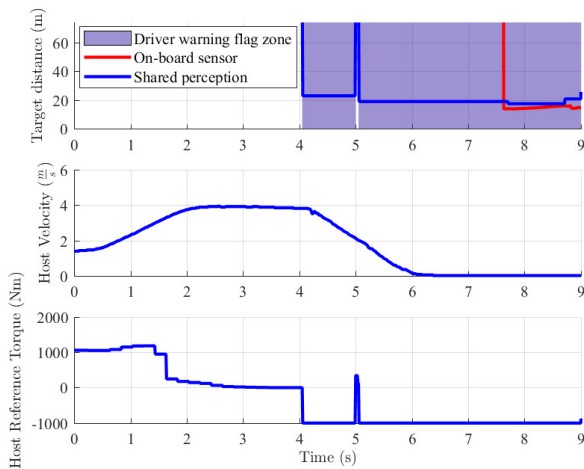 Target distance (m)
60
40
20
0
Driver warning flag zone
On-board sensor
Shared perception
0 1 2 3 4 5 6 7 8 9
Host Velocity (m/s)
6
4
2
0
0 1 2 3 4 5 6 7 8 9
Host Reference Torque (Nm)
2000
1000
0
-1000
0 1 2 3 4 5 6 7 8 9
Time (s)